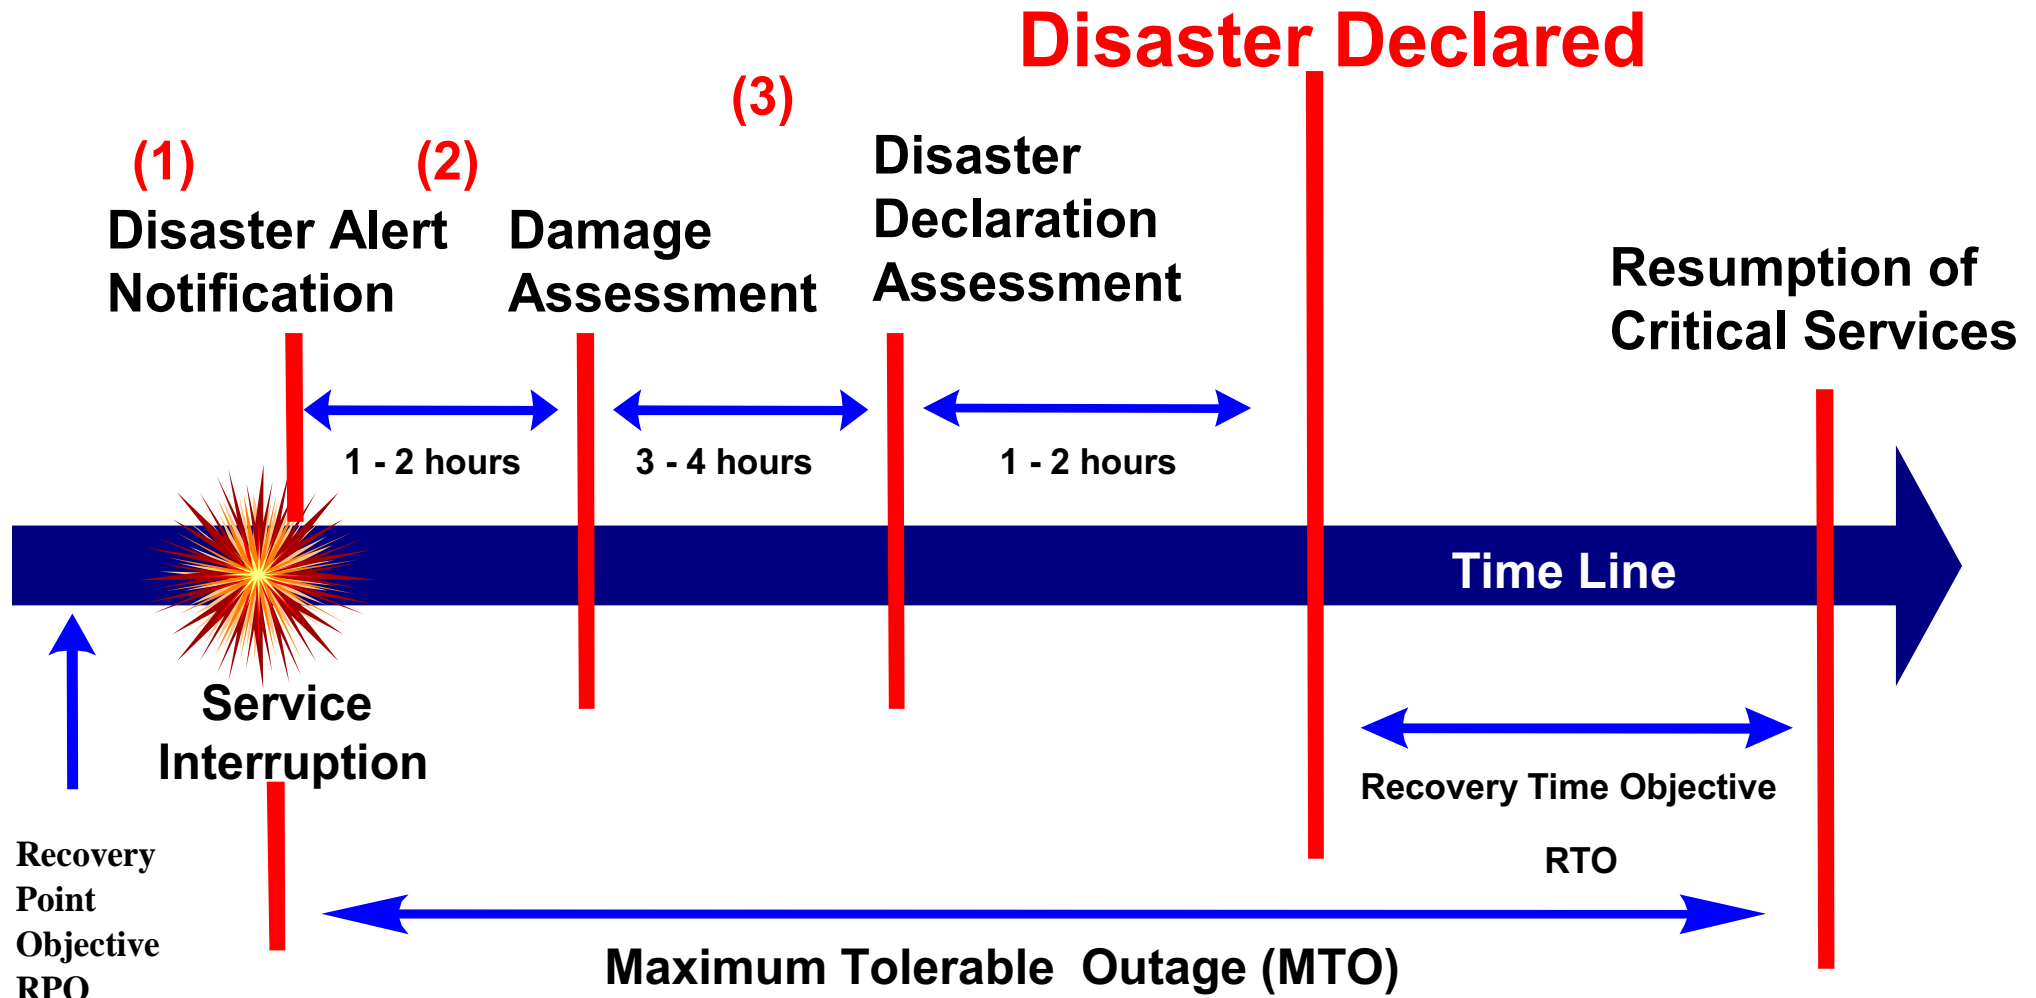 Disaster Declared
(3)
(1)
(2)
Disaster
Declaration
Assessment
Disaster Alert
Notification
Damage
Assessment
Resumption of
Critical Services
1 - 2 hours
3 - 4 hours
1 - 2 hours
Time Line
Service
Interruption
Recovery Time Objective
RTO
Recovery
Point
Objective
RPO
Maximum Tolerable Outage (MTO)